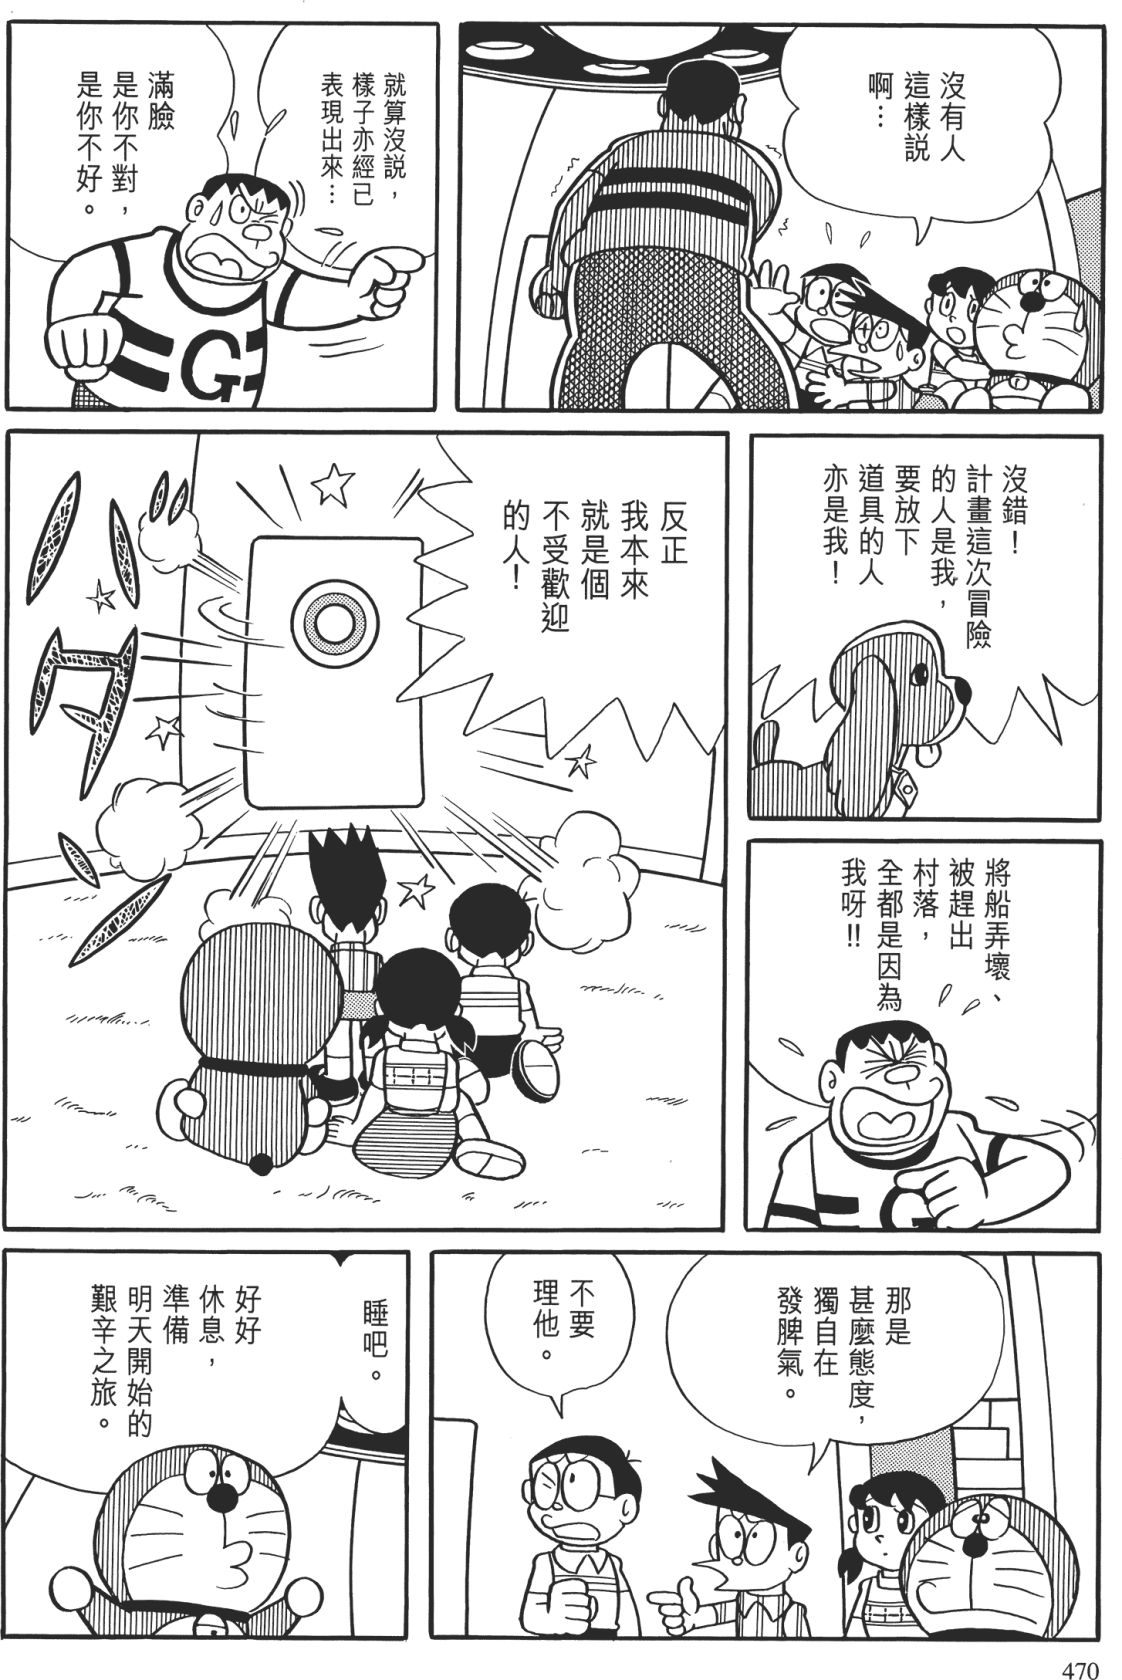 沒有人
這樣説
啊…
就算沒説，
樣子亦經已
表現出來…
滿臉
是你不對，
是你不好。
G
沒錯！
計畫這次冒險
的人是我，
要放下
道具的人
亦是我！
將船弄壞、
被趕出
村落，
全都是因為
我呀!!
G
反正
我本來
就是個
不受歡迎
的人！
バタン
那是
甚麼態度，
獨自在
發脾氣。
不要
理他。
睡吧。
好好
休息，
準備
明天開始的
艱辛之旅。
470